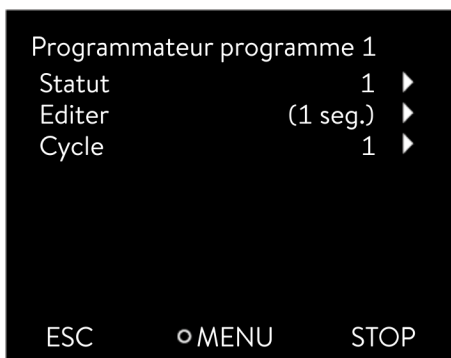 Programmateur programme 1
Statut 1
Editer (1 seg.)
Cycle 1
ESC MENU STOP